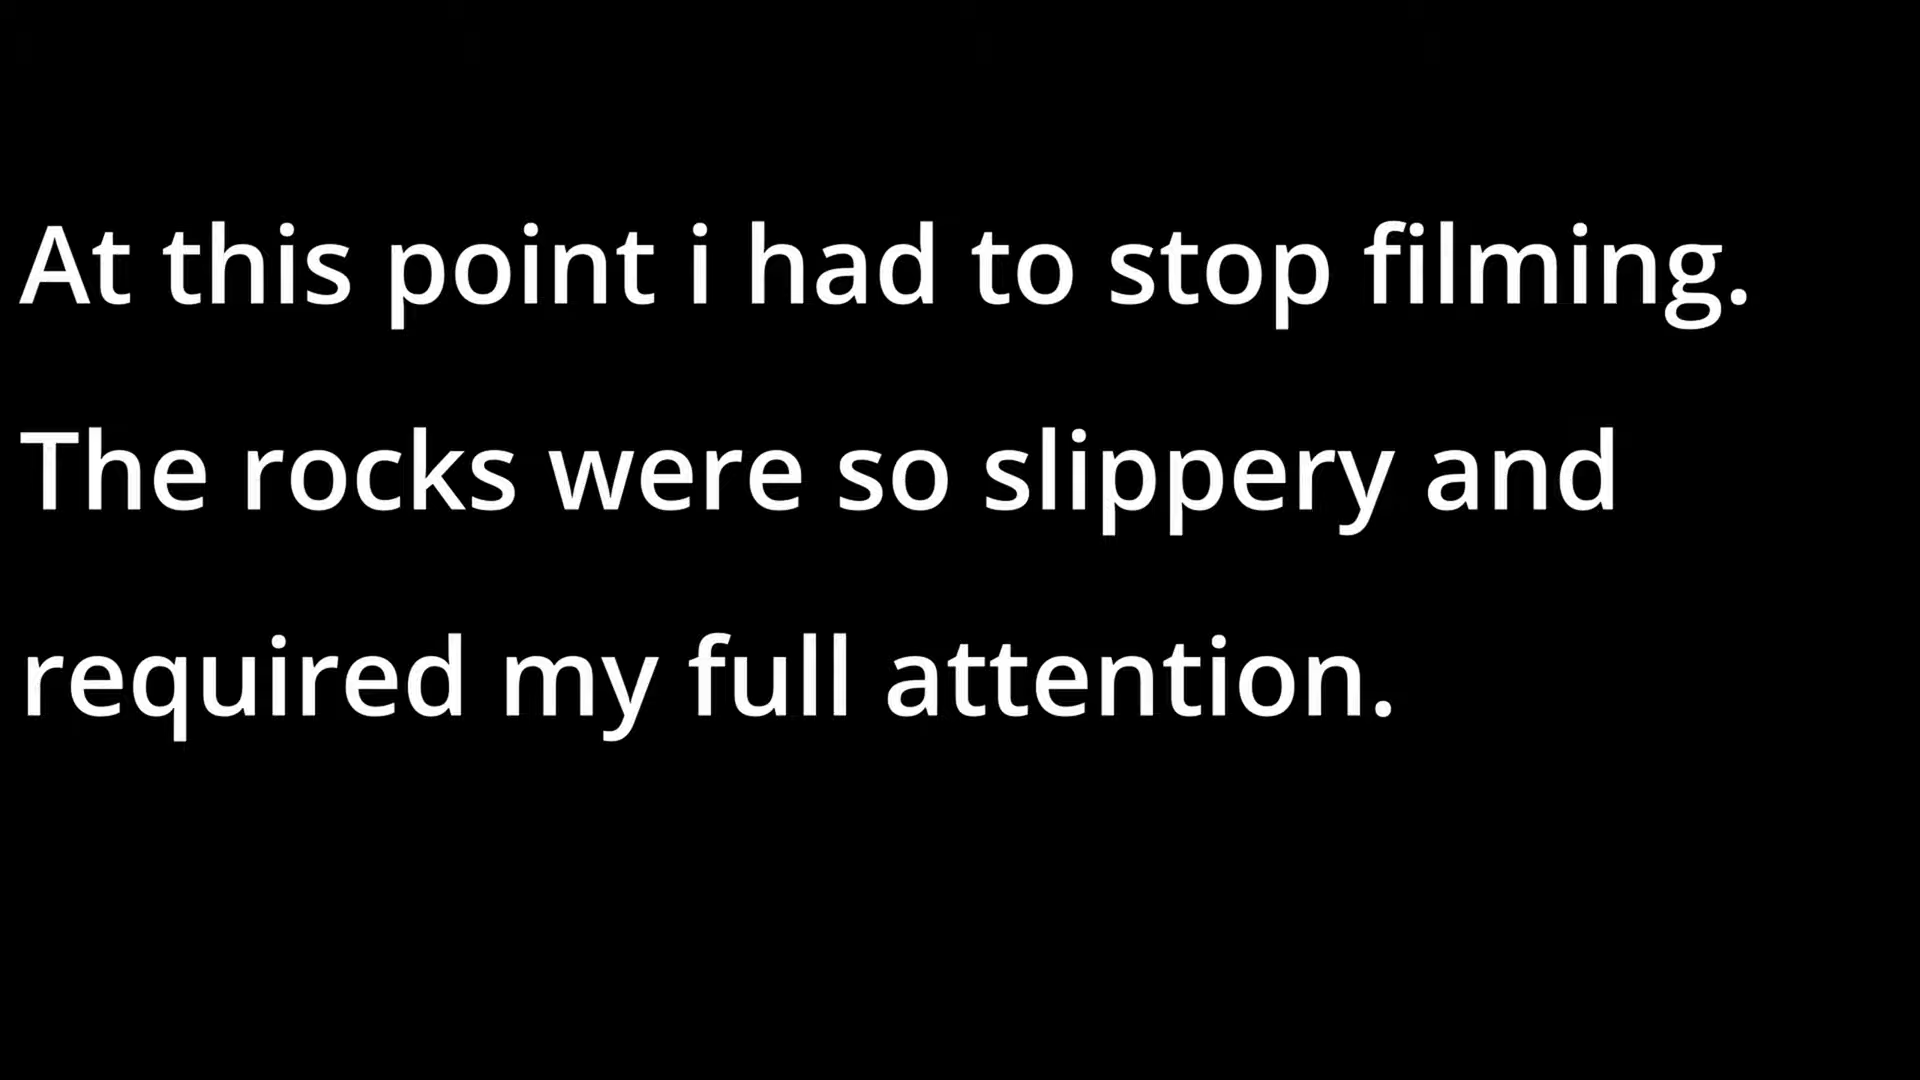 At this point i had to stop filming.
The rocks were so slippery and
required my full attention.